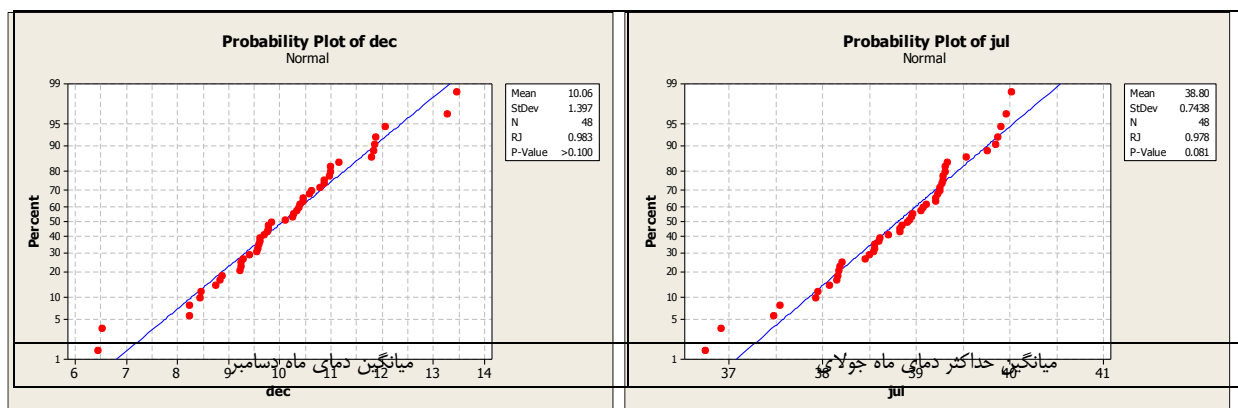 Probability Plot of dec
Normal
Percent
99
95
90
80
70
60
50
40
30
20
10
5
1
6 7 8 9 10 11 12 13 14
dec
Mean 10.06
StDev 1.397
N 48
RJ 0.983
P-Value >0.100
میانگین دمای ماه دسامبر
Probability Plot of jul
Normal
Percent
99
95
90
80
70
60
50
40
30
20
10
5
1
37 38 39 40 41
jul
Mean 38.80
StDev 0.7438
N 48
RJ 0.978
P-Value 0.081
میانگین حداکثر دمای ماه جولای